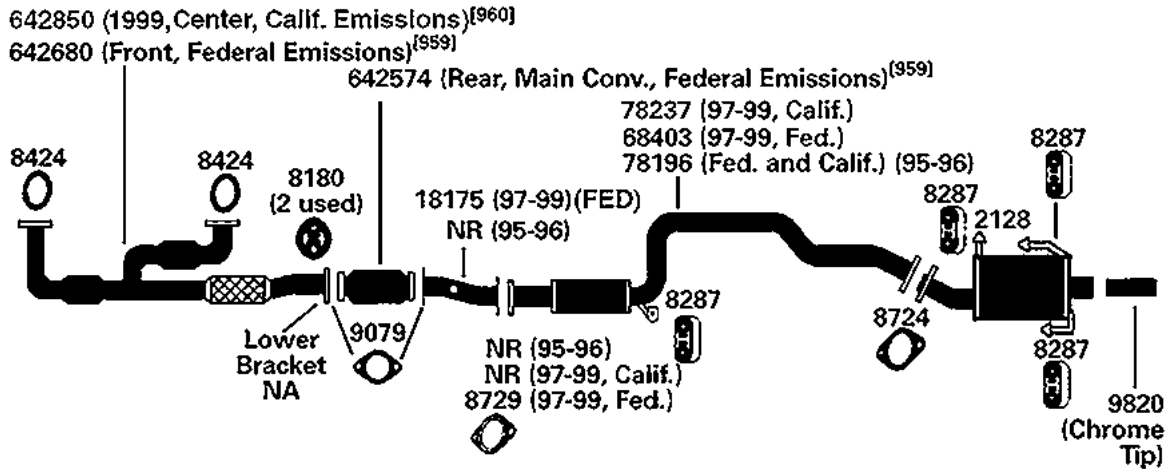 642850 (1999, Center, Calif. Emissions)[960]
642680 (Front, Federal Emissions)[959]
642574 (Rear, Main Conv., Federal Emissions)[959]
78237 (97-99, Calif.)
68403 (97-99, Fed.)
78196 (Fed. and Calif.) (95-96)
8287
8424
8424
8180
(2 used)
18175 (97-99)(FED)
NR (95-96)
8287
2128
8287
8724
Lower
Bracket
NA
9079
NR (95-96)
NR (97-99, Calif.)
8729 (97-99, Fed.)
8287
9820
(Chrome
Tip)